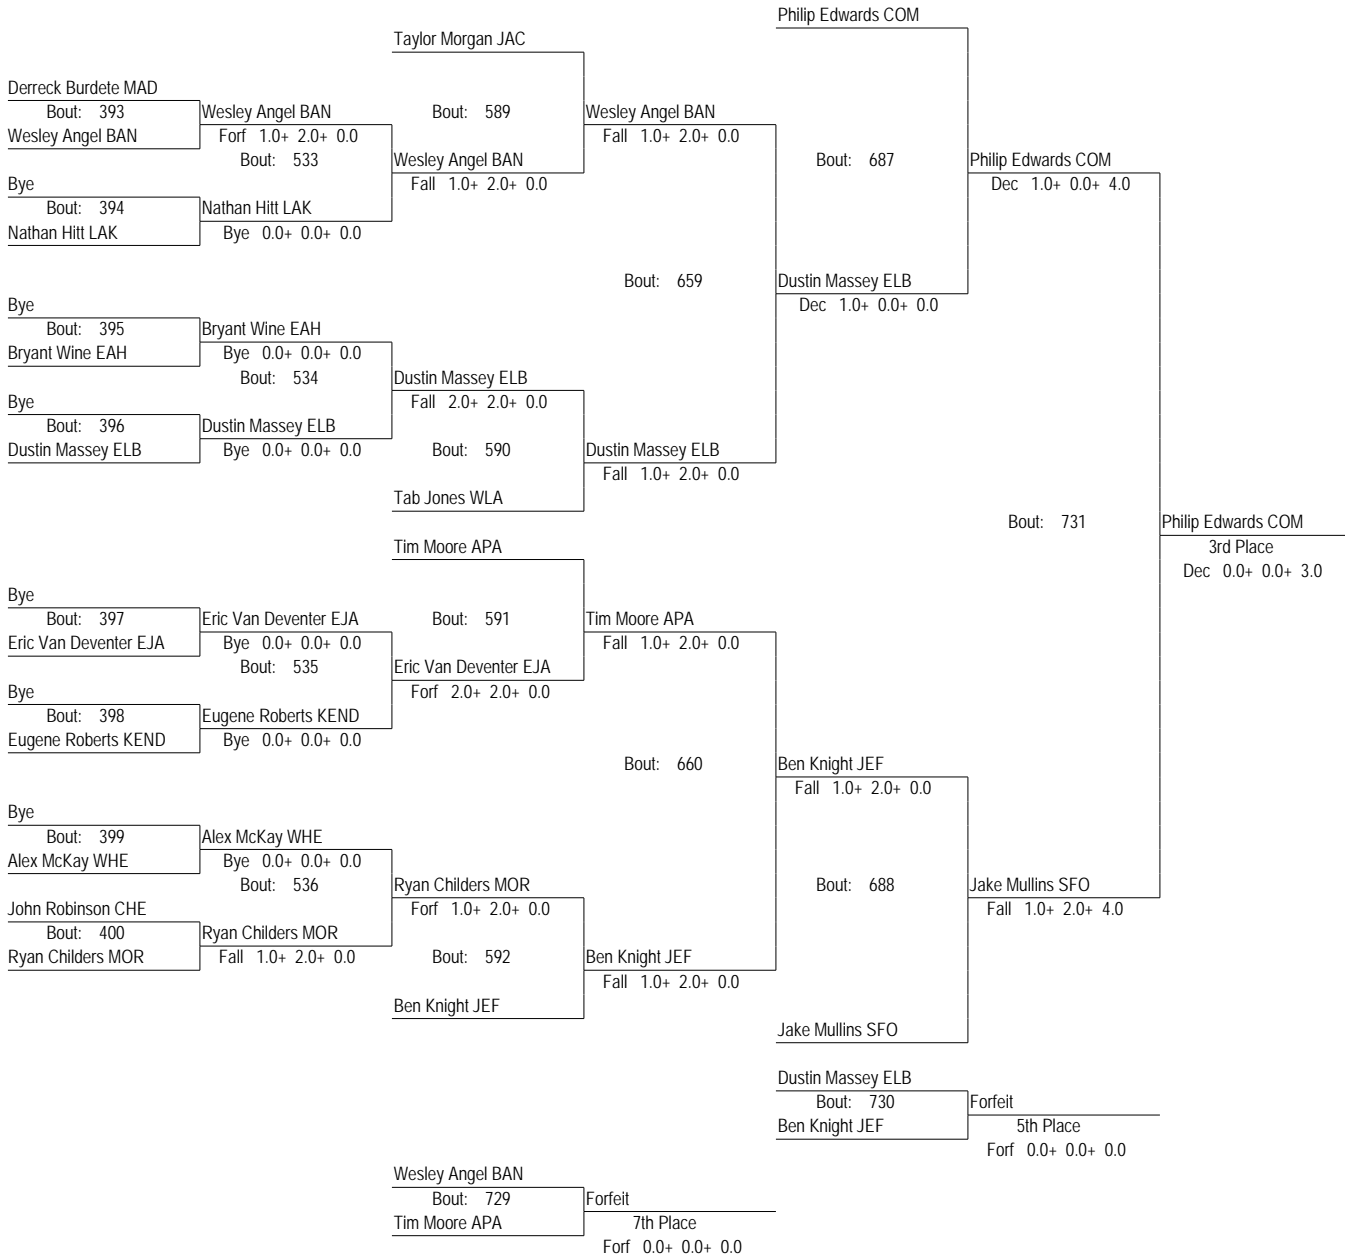 Philip Edwards COM
Taylor Morgan JAC
Derreck Burdete MAD
Bout: 393
Wesley Angel BAN
Wesley Angel BAN
Forf 1.0+ 2.0+ 0.0
Bout: 533
Bout: 589
Wesley Angel BAN
Fall 1.0+ 2.0+ 0.0
Wesley Angel BAN
Fall 1.0+ 2.0+ 0.0
Bout: 687
Philip Edwards COM
Dec 1.0+ 0.0+ 4.0
Bye
Bout: 394
Nathan Hitt LAK
Nathan Hitt LAK
Bye 0.0+ 0.0+ 0.0
Bout: 659
Dustin Massey ELB
Dec 1.0+ 0.0+ 0.0
Bye
Bout: 395
Bryant Wine EAH
Bryant Wine EAH
Bye 0.0+ 0.0+ 0.0
Bout: 534
Dustin Massey ELB
Fall 2.0+ 2.0+ 0.0
Bye
Bout: 396
Dustin Massey ELB
Dustin Massey ELB
Bye 0.0+ 0.0+ 0.0
Bout: 590
Dustin Massey ELB
Fall 1.0+ 2.0+ 0.0
Tab Jones WLA
Bout: 731
Philip Edwards COM
3rd Place
Dec 0.0+ 0.0+ 3.0
Tim Moore APA
Bye
Bout: 397
Eric Van Deventer EJA
Eric Van Deventer EJA
Bye 0.0+ 0.0+ 0.0
Bout: 535
Bout: 591
Tim Moore APA
Fall 1.0+ 2.0+ 0.0
Eric Van Deventer EJA
Forf 2.0+ 2.0+ 0.0
Bye
Bout: 398
Eugene Roberts KEND
Eugene Roberts KEND
Bye 0.0+ 0.0+ 0.0
Bout: 660
Ben Knight JEF
Fall 1.0+ 2.0+ 0.0
Bye
Bout: 399
Alex McKay WHE
Alex McKay WHE
Bye 0.0+ 0.0+ 0.0
Bout: 536
Ryan Childers MOR
Forf 1.0+ 2.0+ 0.0
Bout: 688
Jake Mullins SFO
Fall 1.0+ 2.0+ 4.0
John Robinson CHE
Bout: 400
Ryan Childers MOR
Ryan Childers MOR
Fall 1.0+ 2.0+ 0.0
Bout: 592
Ben Knight JEF
Fall 1.0+ 2.0+ 0.0
Ben Knight JEF
Jake Mullins SFO
Dustin Massey ELB
Bout: 730
Ben Knight JEF
Forfeit
5th Place
Forf 0.0+ 0.0+ 0.0
Wesley Angel BAN
Bout: 729
Tim Moore APA
Forfeit
7th Place
Forf 0.0+ 0.0+ 0.0